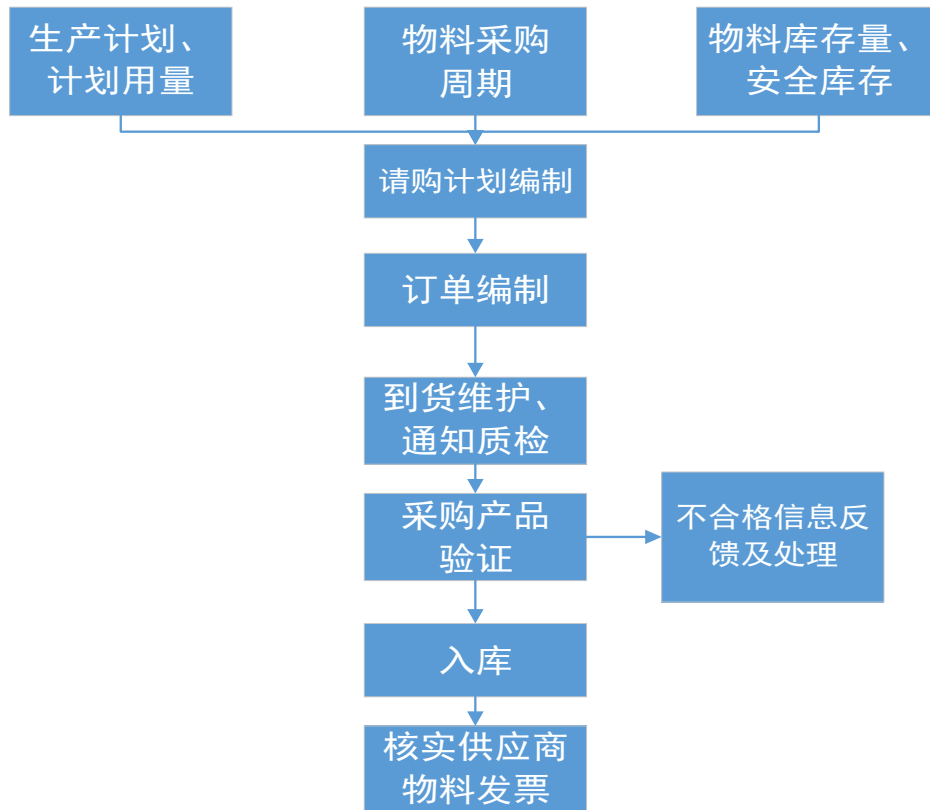 生产计划、
计划用量
物料采购
周期
物料库存量、
安全库存
请购计划编制
订单编制
到货维护、
通知质检
采购产品
验证
不合格信息反
馈及处理
入库
核实供应商
物料发票